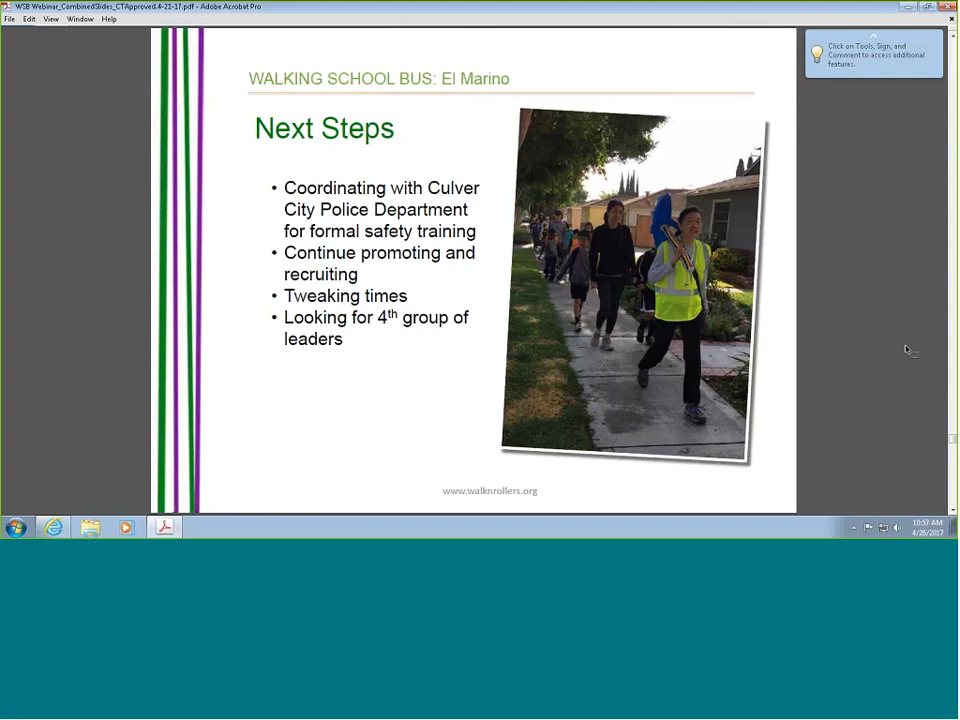 WSB Webinar_CombinedSlides_CTApproved.4-21-17.pdf - Adobe Acrobat Pro
File Edit View Window Help
Click on Tools, Sign, and
Comment to access additional
features.
WALKING SCHOOL BUS: El Marino
Next Steps
• Coordinating with Culver
City Police Department
for formal safety training
• Continue promoting and
recruiting
• Tweaking times
• Looking for 4th group of
leaders
www.walknrollers.org
10:57 AM
4/26/2017